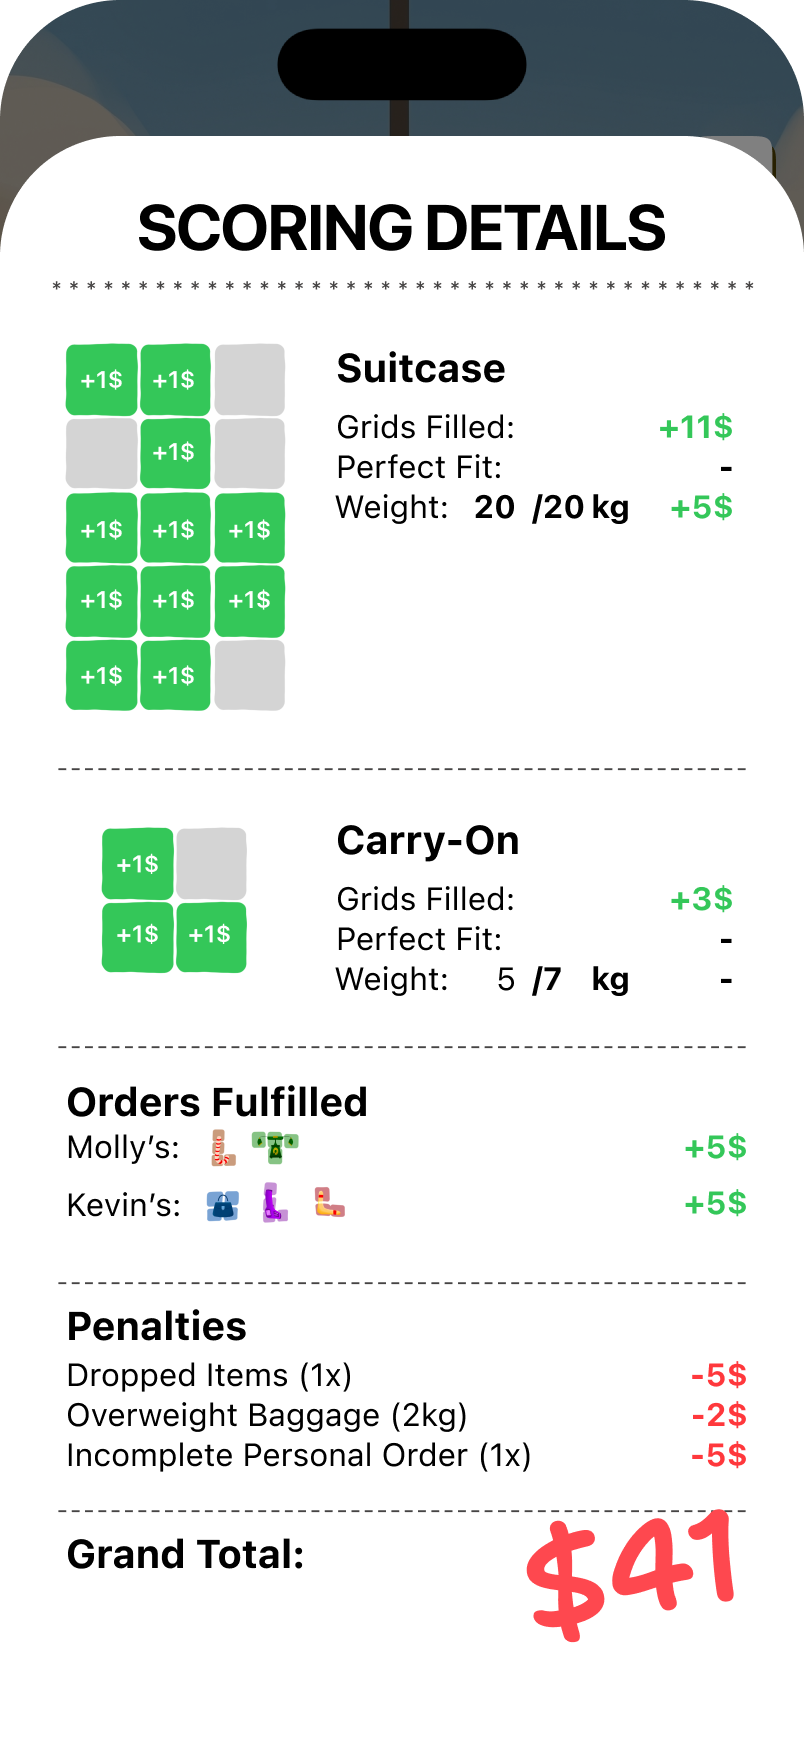 SCORING DETAILS
* * * * * * * * * * * * * * * * * * * * * * * * * * * * * * * * * * * * * * * * *
+1$ +1$
+1$
+1$ +1$ +1$
+1$ +1$ +1$
+1$ +1$
Suitcase
Grids Filled: +11$
Perfect Fit: -
Weight: 20 /20 kg +5$
+1$
+1$ +1$
Carry-On
Grids Filled: +3$
Perfect Fit: -
Weight: 5 /7 kg -
Orders Fulfilled
Molly’s: +5$
Kevin’s: +5$
Penalties
Dropped Items (1x) -5$
Overweight Baggage (2kg) -2$
Incomplete Personal Order (1x) -5$
Grand Total: $41